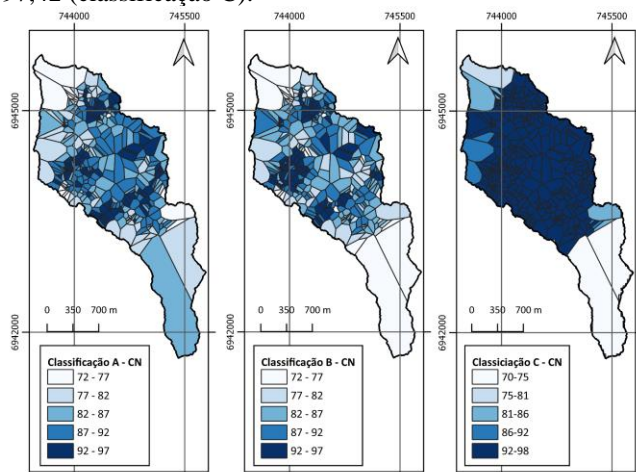 97,42 (classificação C).
744000 745500 744000 745500 744000 745500
6945000 6945000 6945000
6942000 6942000 6942000
0 350 700 m
0 350 700 m
0 350 700 m
Classificação A - CN
72 - 77
77 - 82
82 - 87
87 - 92
92 - 97
Classificação B - CN
72 - 77
77 - 82
82 - 87
87 - 92
92 - 97
Classiciação C - CN
70-75
75-81
81-86
86-92
92-98